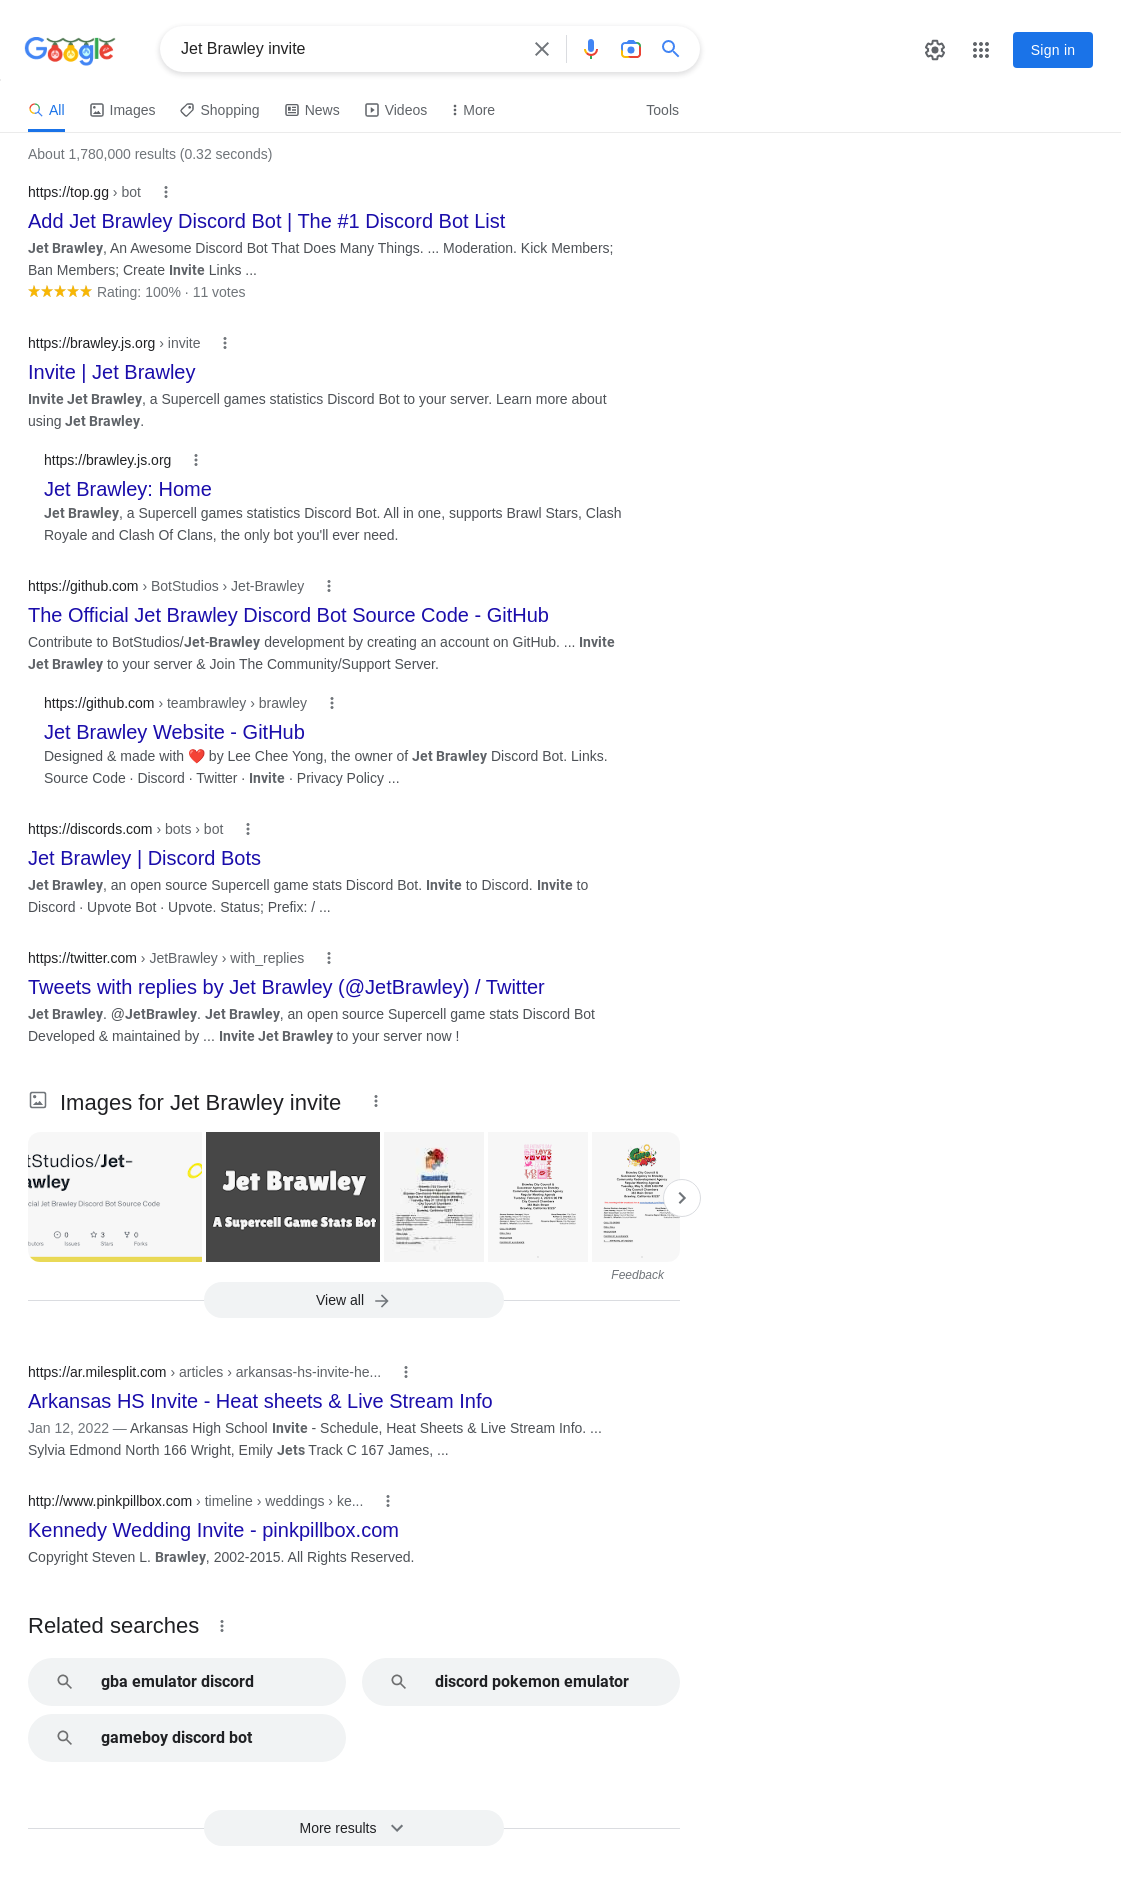 Google
Jet Brawley invite
Sign in
All
Images
Shopping
News
Videos
More
Tools
About 1,780,000 results (0.32 seconds)
https://top.gg › bot
Add Jet Brawley Discord Bot | The #1 Discord Bot List
Jet Brawley, An Awesome Discord Bot That Does Many Things. ... Moderation. Kick Members;
Ban Members; Create Invite Links ...
Rating: 100% · 11 votes
https://brawley.js.org › invite
Invite | Jet Brawley
Invite Jet Brawley, a Supercell games statistics Discord Bot to your server. Learn more about
using Jet Brawley.
https://brawley.js.org
Jet Brawley: Home
Jet Brawley, a Supercell games statistics Discord Bot. All in one, supports Brawl Stars, Clash
Royale and Clash Of Clans, the only bot you'll ever need.
https://github.com › BotStudios › Jet-Brawley
The Official Jet Brawley Discord Bot Source Code - GitHub
Contribute to BotStudios/Jet-Brawley development by creating an account on GitHub. ... Invite
Jet Brawley to your server & Join The Community/Support Server.
https://github.com › teambrawley › brawley
Jet Brawley Website - GitHub
Designed & made with ❤️ by Lee Chee Yong, the owner of Jet Brawley Discord Bot. Links.
Source Code · Discord · Twitter · Invite · Privacy Policy ...
https://discords.com › bots › bot
Jet Brawley | Discord Bots
Jet Brawley, an open source Supercell game stats Discord Bot. Invite to Discord. Invite to
Discord · Upvote Bot · Upvote. Status; Prefix: / ...
https://twitter.com › JetBrawley › with_replies
Tweets with replies by Jet Brawley (@JetBrawley) / Twitter
Jet Brawley. @JetBrawley. Jet Brawley, an open source Supercell game stats Discord Bot
Developed & maintained by ... Invite Jet Brawley to your server now !
Images for Jet Brawley invite
tStudios/Jet-
awley
cial Jet Brawley Discord Bot Source Code
0
Issues
3
Stars
0
Forks
Jet Brawley
A Supercell Game Stats Bot
Feedback
View all
https://ar.milesplit.com › articles › arkansas-hs-invite-he...
Arkansas HS Invite - Heat sheets & Live Stream Info
Jan 12, 2022 — Arkansas High School Invite - Schedule, Heat Sheets & Live Stream Info. ...
Sylvia Edmond North 166 Wright, Emily Jets Track C 167 James, ...
http://www.pinkpillbox.com › timeline › weddings › ke...
Kennedy Wedding Invite - pinkpillbox.com
Copyright Steven L. Brawley, 2002-2015. All Rights Reserved.
Related searches
gba emulator discord
discord pokemon emulator
gameboy discord bot
More results